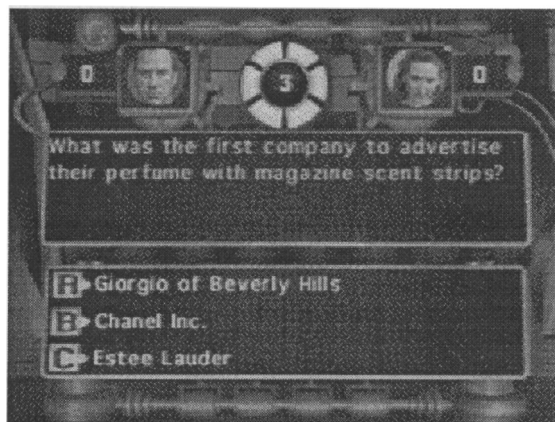 0 3 0
What was the first company to advertise
their perfume with magazine scent strips?
A Giorgio of Beverly Hills
B Chanel Inc.
C Estee Lauder